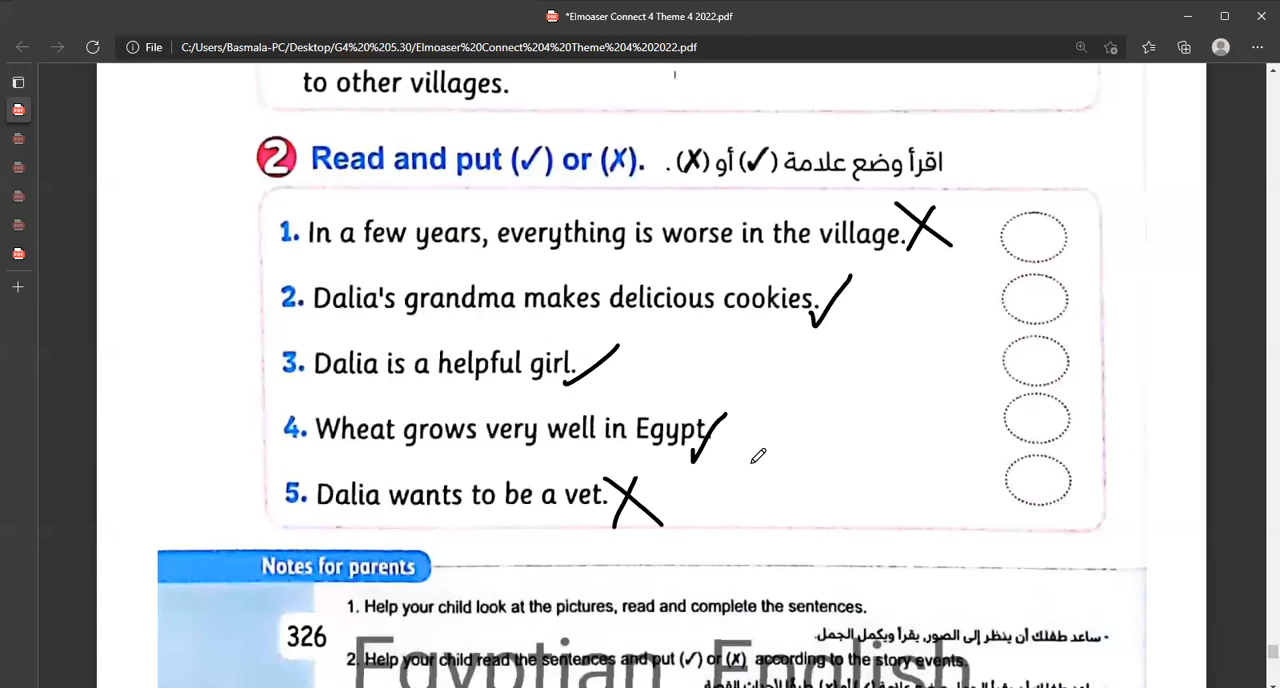 *Elmoaser Connect 4 Theme 4 2022.pdf
File C:/Users/Basmala-PC/Desktop/G4%20%205.30/Elmoaser%20Connect%204%20Theme%204%202022.pdf
to other villages.
2 Read and put (✓) or (✗). اقرأ وضع علامة (✓) أو (✗).
1. In a few years, everything is worse in the village. ✗
2. Dalia's grandma makes delicious cookies. ✓
3. Dalia is a helpful girl. ✓
4. Wheat grows very well in Egypt. ✓
5. Dalia wants to be a vet. ✗
Notes for parents
1. Help your child look at the pictures, read and complete the sentences.
- ساعد طفلك أن ينظر إلى الصور، يقرأ ويكمل الجمل.
326
2. Help your child read the sentences and put (✓) or (✗) according to the story events.
Egyptian English